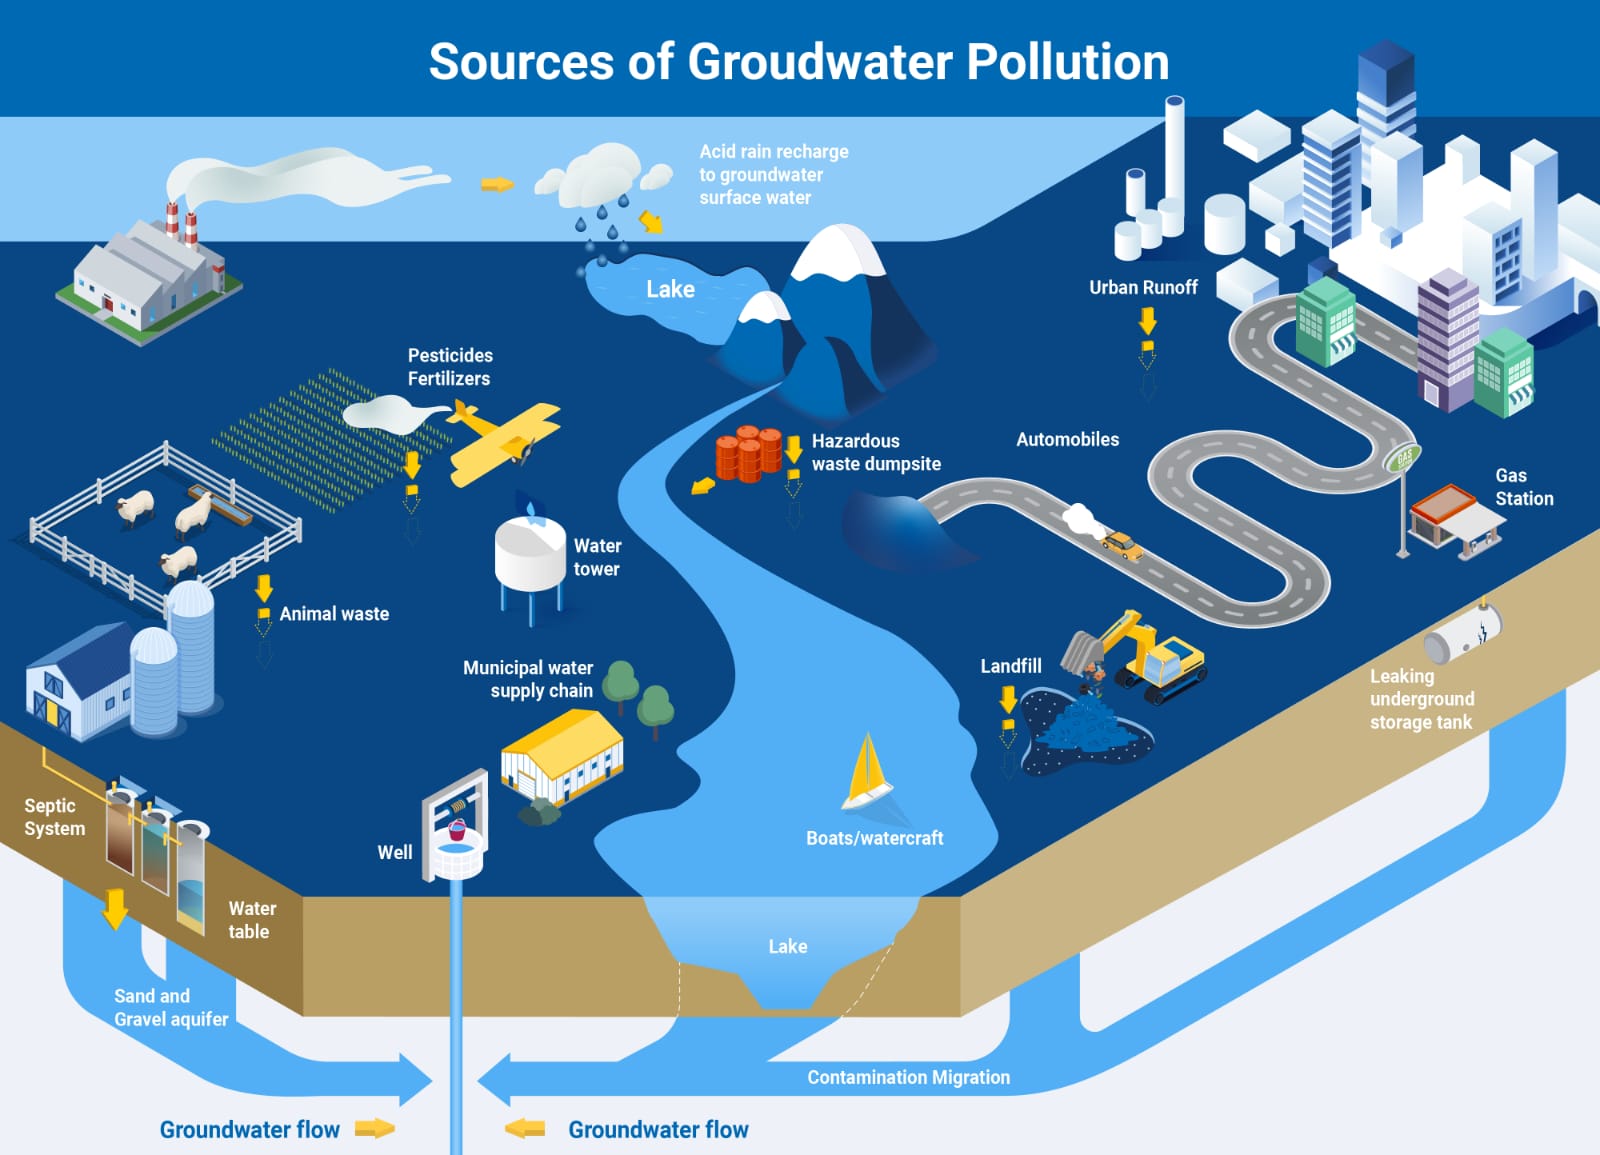 Sources of Groudwater Pollution
Acid rain recharge
to groundwater
surface water
Lake
Urban Runoff
Pesticides
Fertilizers
Hazardous
waste dumpsite
Automobiles
GAS
Gas
Station
Water
tower
Animal waste
Municipal water
supply chain
Landfill
Leaking
underground
storage tank
Septic
System
Well
Boats/watercraft
Water
table
Lake
Sand and
Gravel aquifer
Contamination Migration
Groundwater flow
Groundwater flow